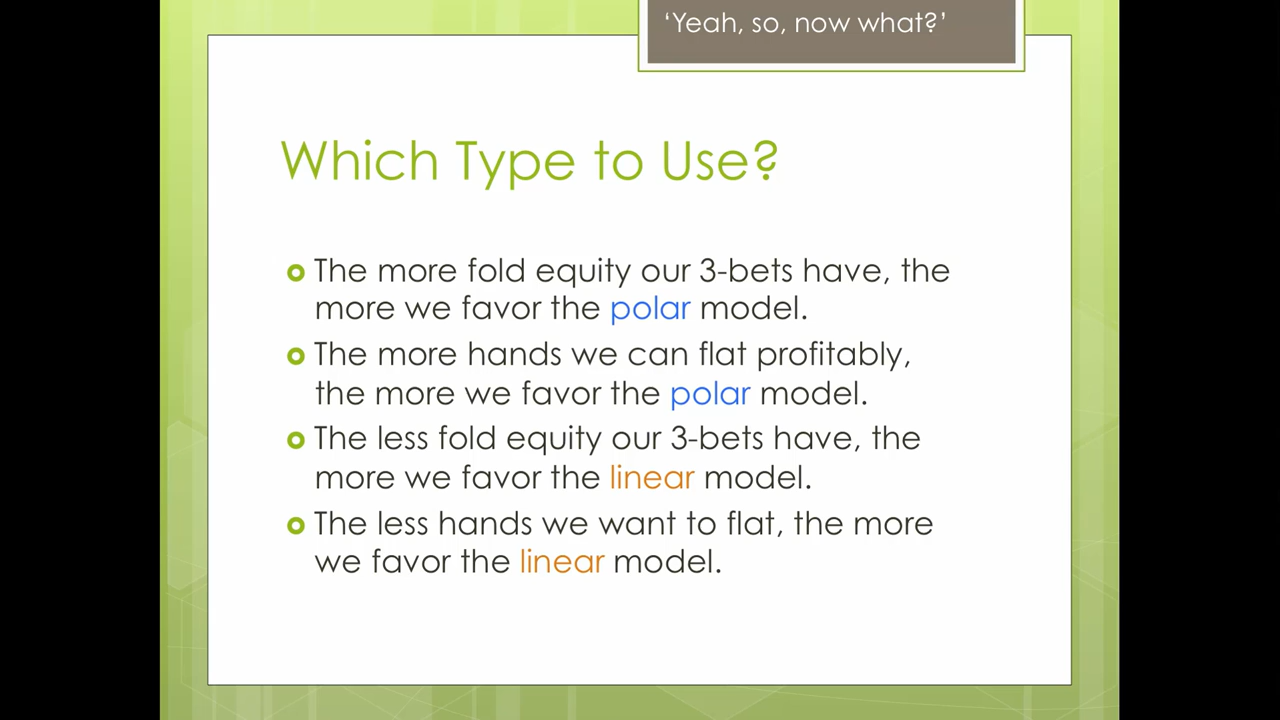 ‘Yeah, so, now what?’
Which Type to Use?
The more fold equity our 3-bets have, the
more we favor the polar model.
The more hands we can flat profitably,
the more we favor the polar model.
The less fold equity our 3-bets have, the
more we favor the linear model.
The less hands we want to flat, the more
we favor the linear model.